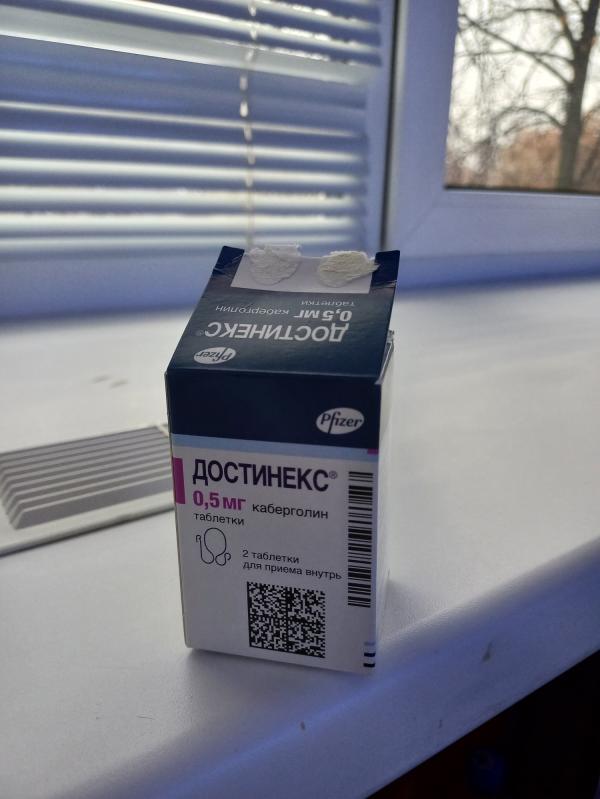 ДОСТИНЕКС®
0,5 мг каберголин
таблетки
Pfizer
Pfizer
ДОСТИНЕКС®
0,5 мг каберголин
таблетки
2 таблетки
для приема внутрь